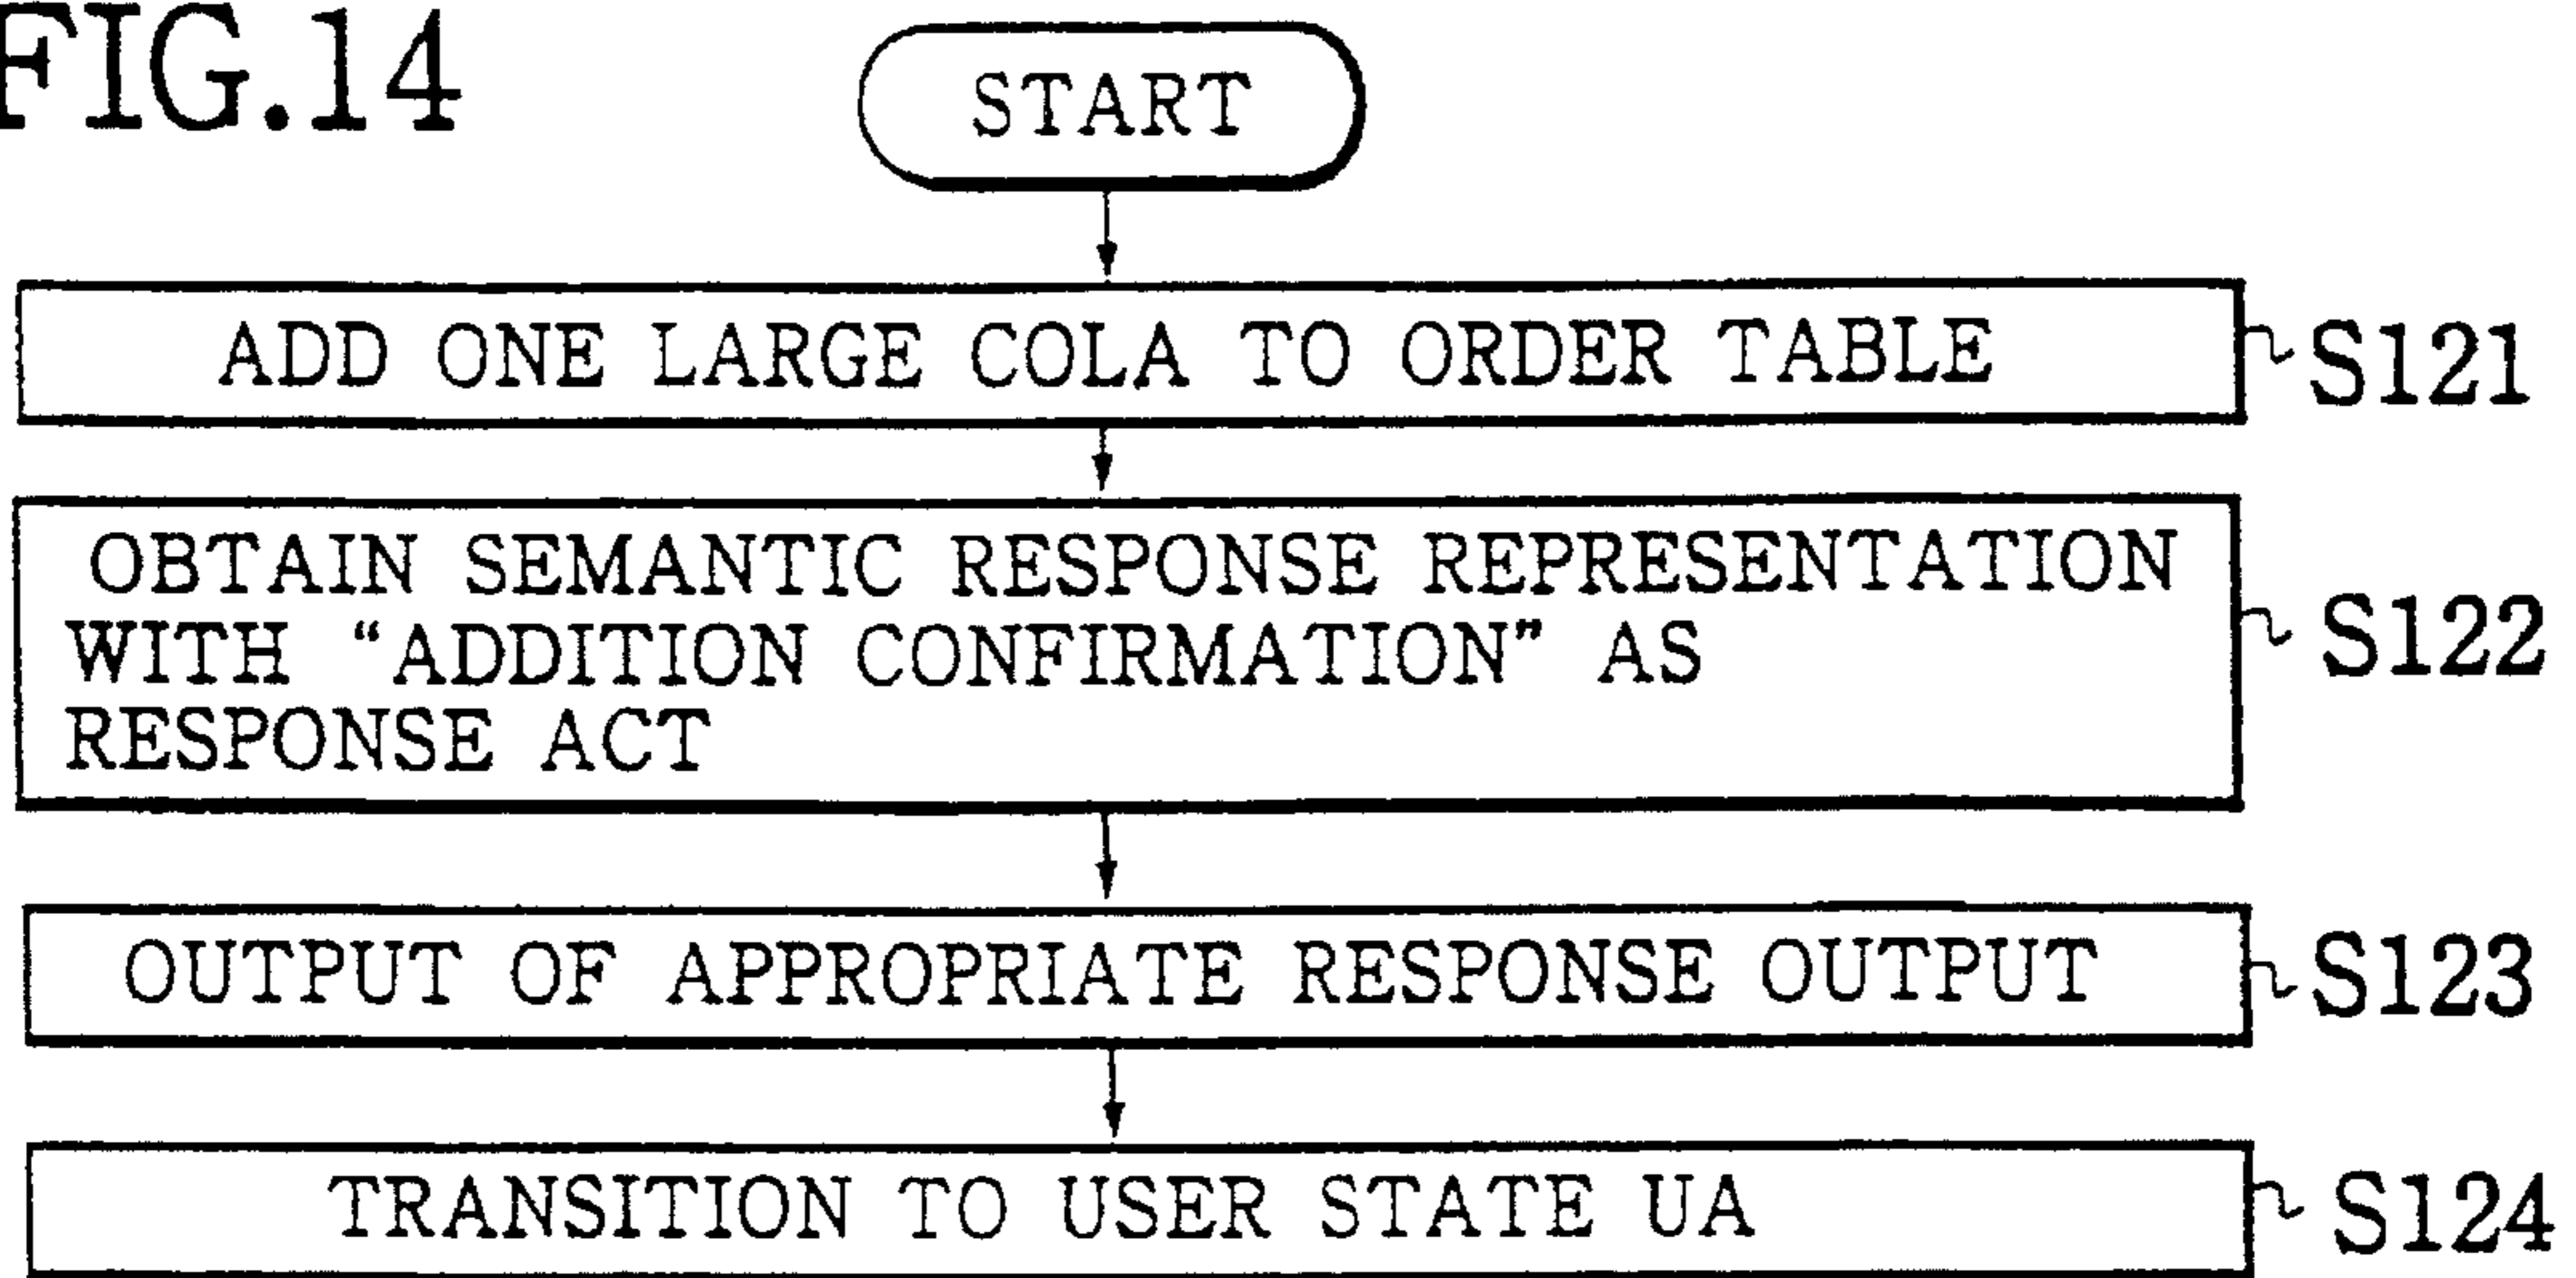 FIG.14
START
ADD ONE LARGE COLA TO ORDER TABLE
S121
OBTAIN SEMANTIC RESPONSE REPRESENTATION
WITH “ADDITION CONFIRMATION” AS
RESPONSE ACT
S122
OUTPUT OF APPROPRIATE RESPONSE OUTPUT
S123
TRANSITION TO USER STATE UA
S124